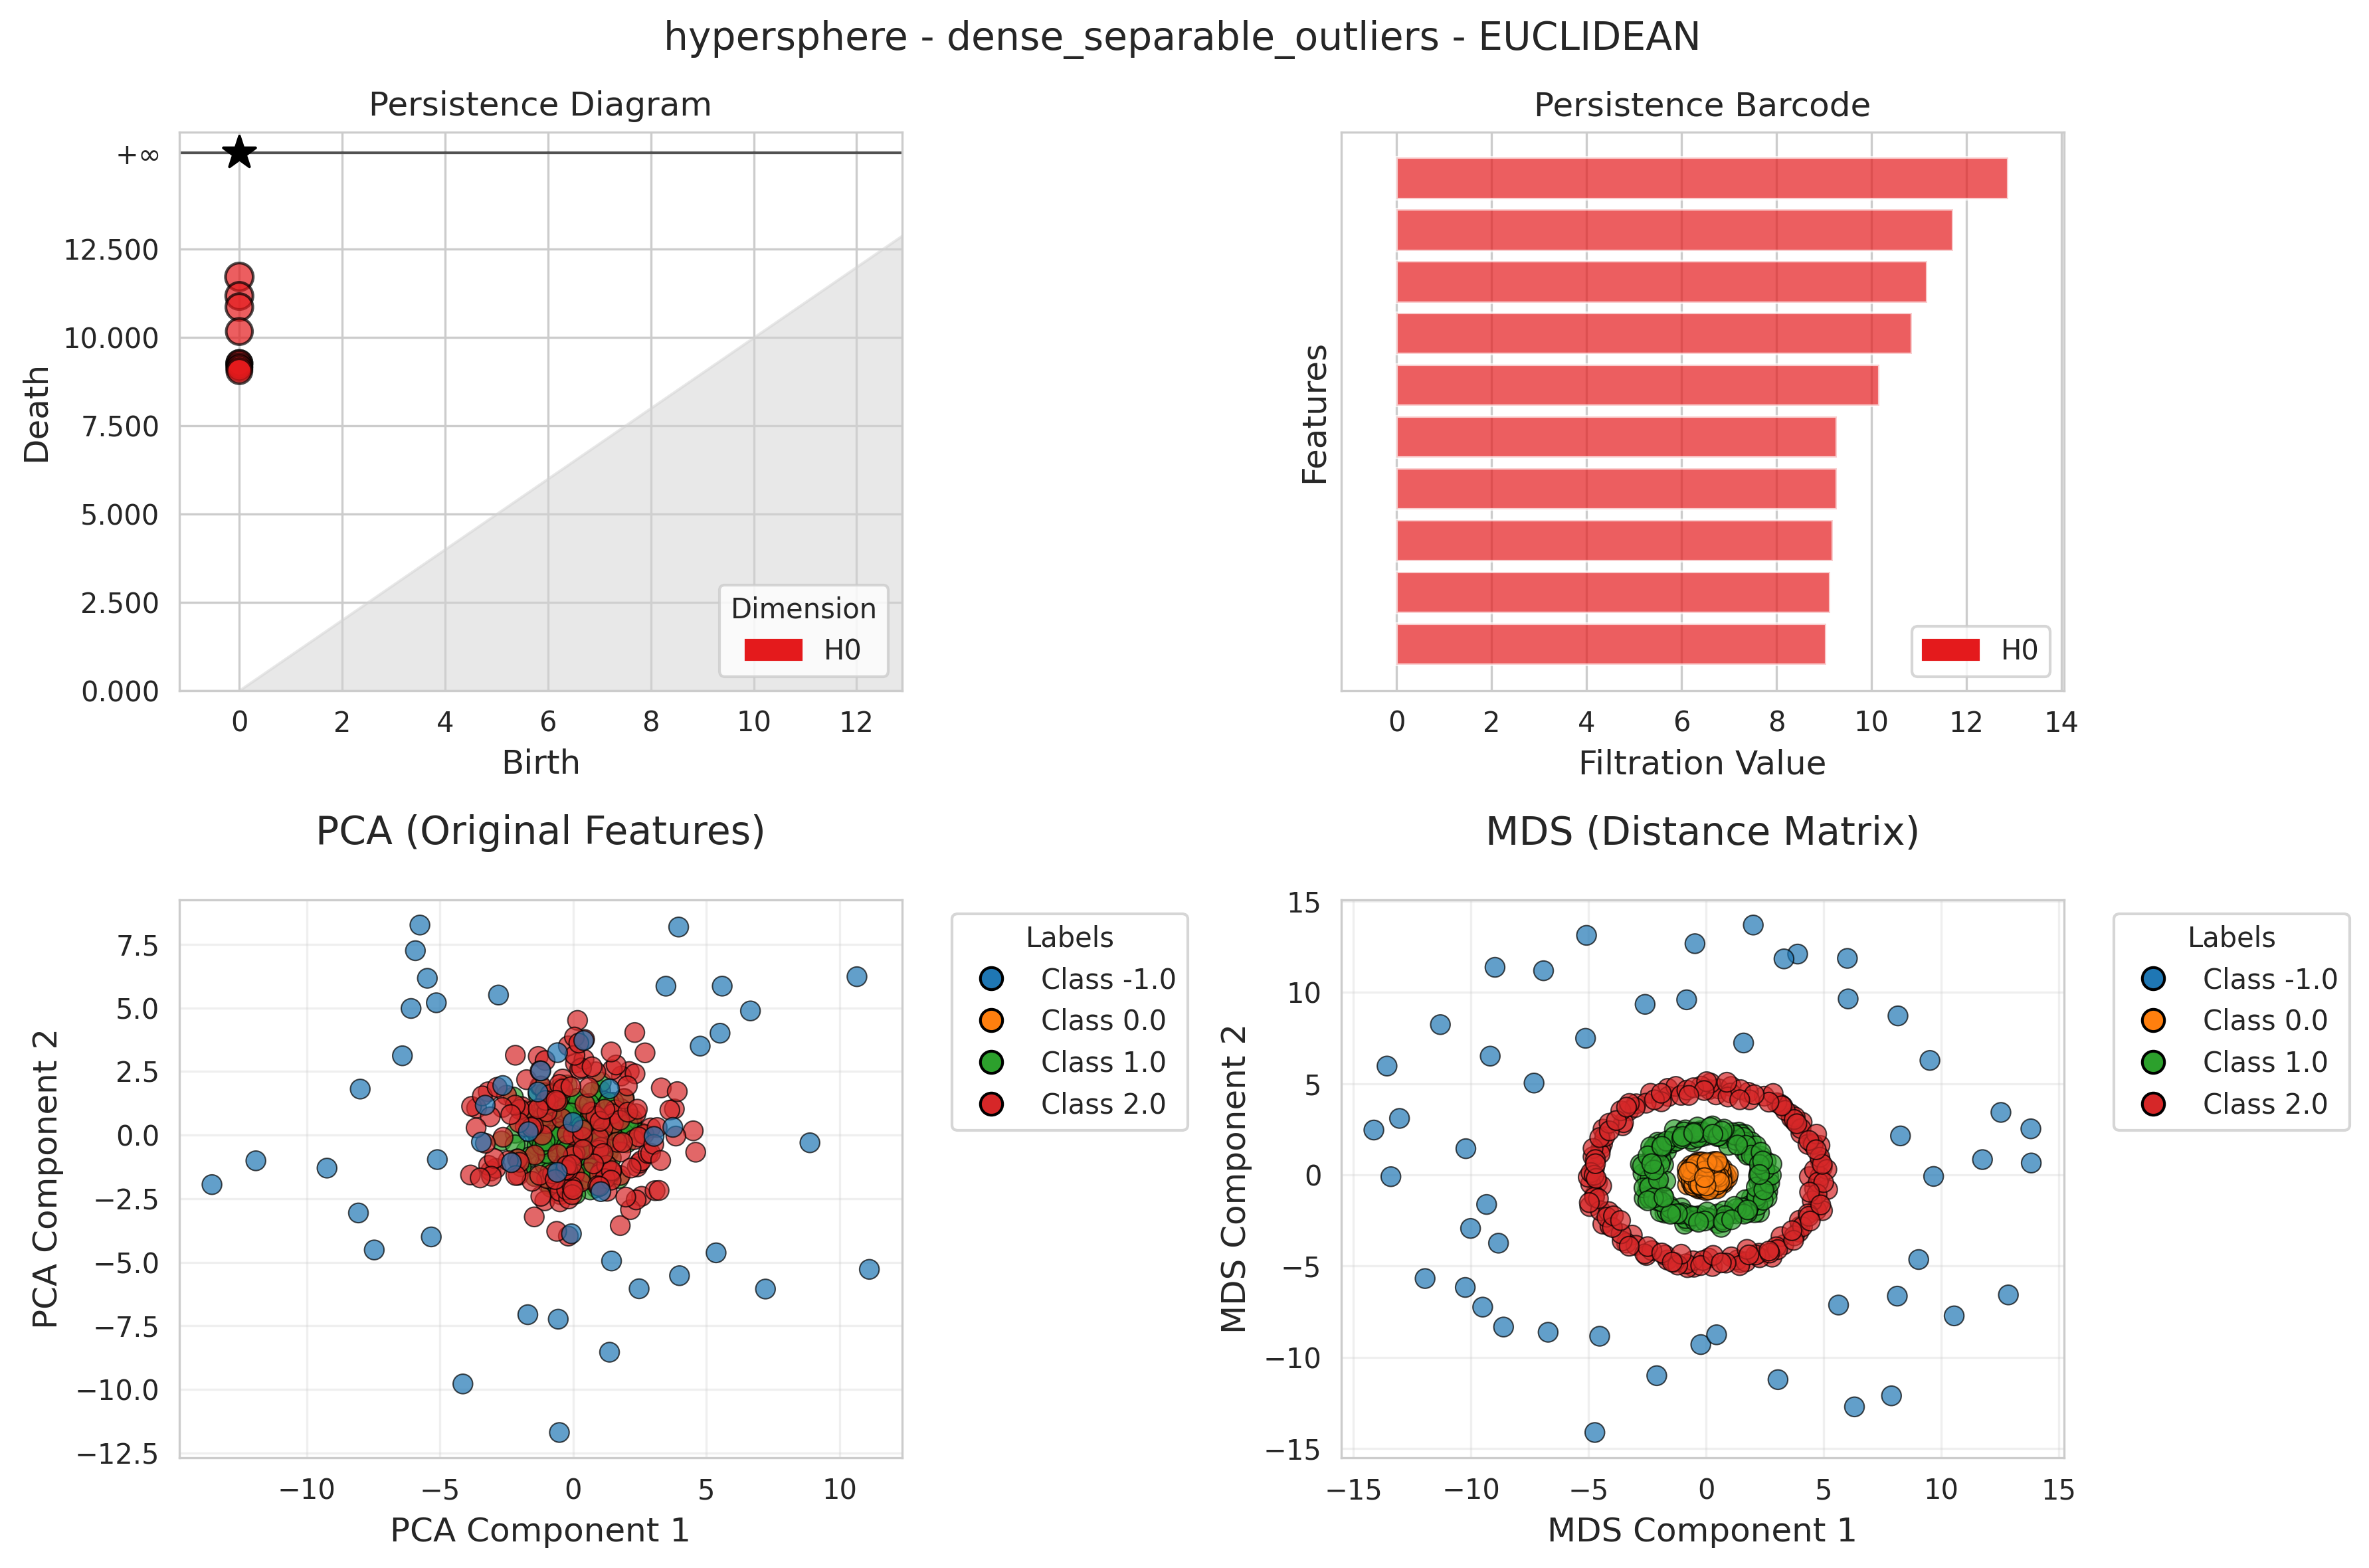 hypersphere - dense_separable_outliers - EUCLIDEAN
Persistence Diagram
+∞
12.500
10.000
7.500
5.000
2.500
0.000
Death
0 2 4 6 8 10 12
Birth
Dimension
H0
Persistence Barcode
Features
0 2 4 6 8 10 12 14
Filtration Value
H0
PCA (Original Features)
7.5
5.0
2.5
0.0
−2.5
−5.0
−7.5
−10.0
−12.5
PCA Component 2
−10 −5 0 5 10
PCA Component 1
Labels
Class -1.0
Class 0.0
Class 1.0
Class 2.0
MDS (Distance Matrix)
15
10
5
0
−5
−10
−15
MDS Component 2
−15 −10 −5 0 5 10 15
MDS Component 1
Labels
Class -1.0
Class 0.0
Class 1.0
Class 2.0